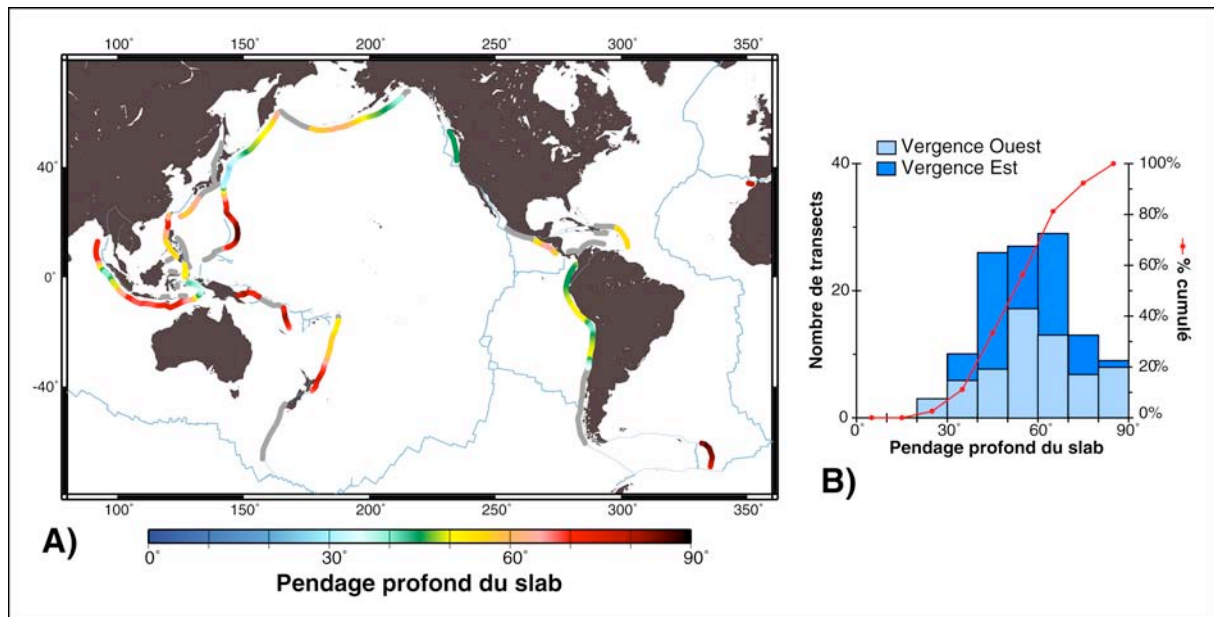 100° 150° 200° 250° 300° 350°
40°
0°
-40°
100° 150° 200° 250° 300° 350°
A)
0° 30° 60° 90°
Pendage profond du slab
Vergence Ouest
Vergence Est
40
20
0
Nombre de transects
100%
80%
60%
40%
20%
0%
% cumulé
0° 30 60 90°
Pendage profond du slab
B)